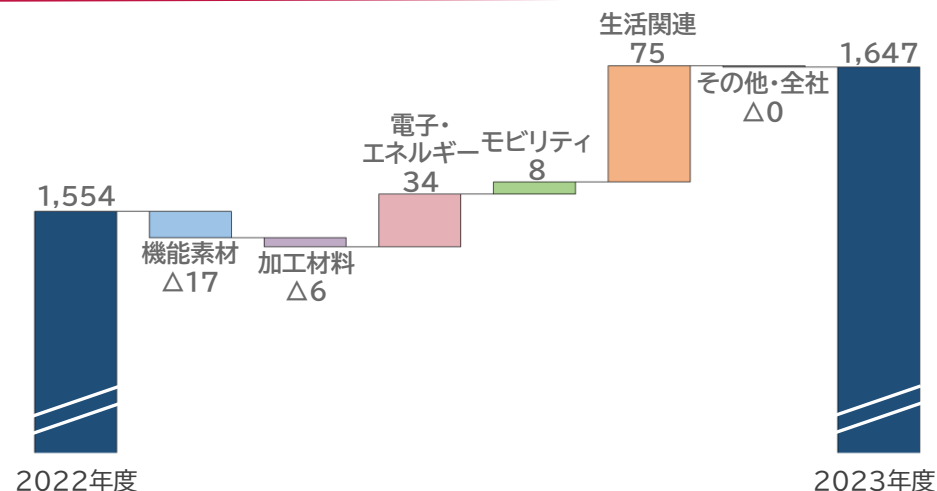 生活関連
75
1,647
その他・全社
△0
電子・
エネルギー
34
モビリティ
8
1,554
機能素材
△17
加工材料
△6
2022年度
2023年度